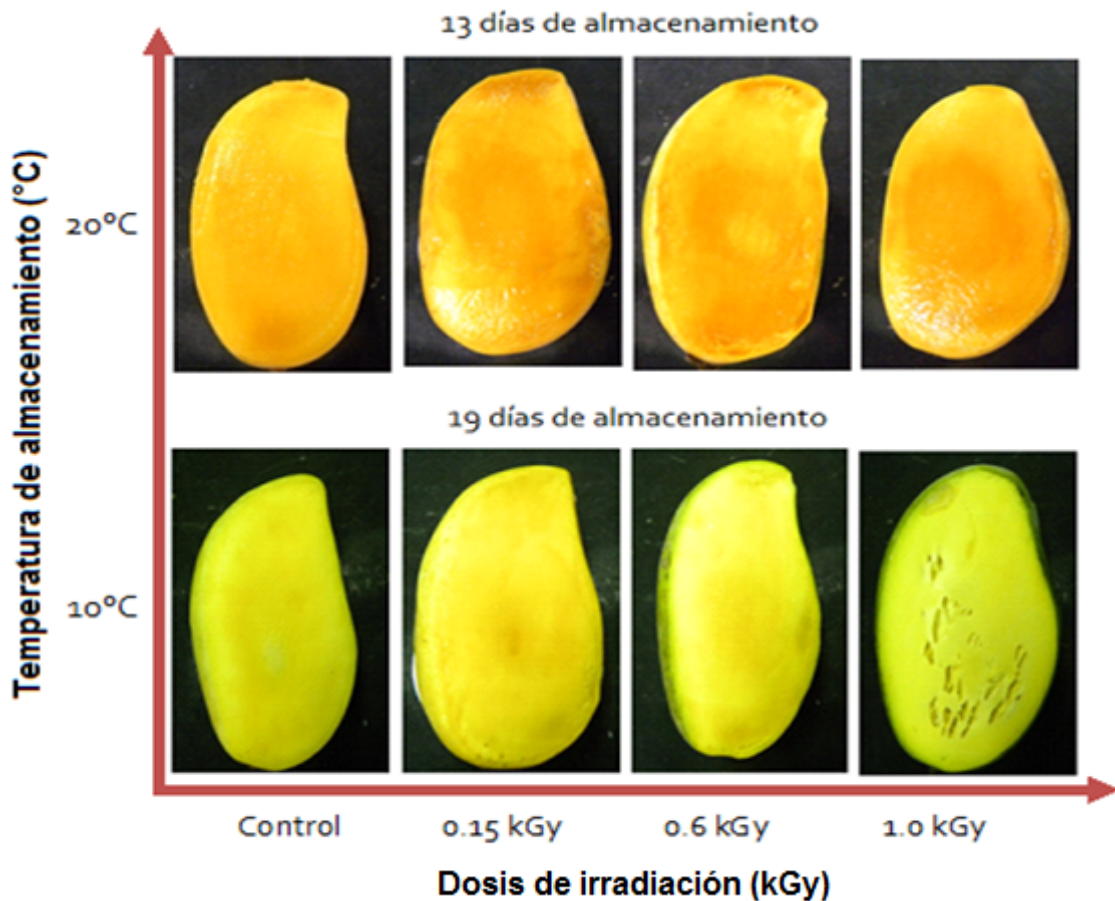 13 días de almacenamiento
Temperatura de almacenamiento (°C)
20°C
19 días de almacenamiento
10°C
Control
0.15 kGy
0.6 kGy
1.0 kGy
Dosis de irradiación (kGy)